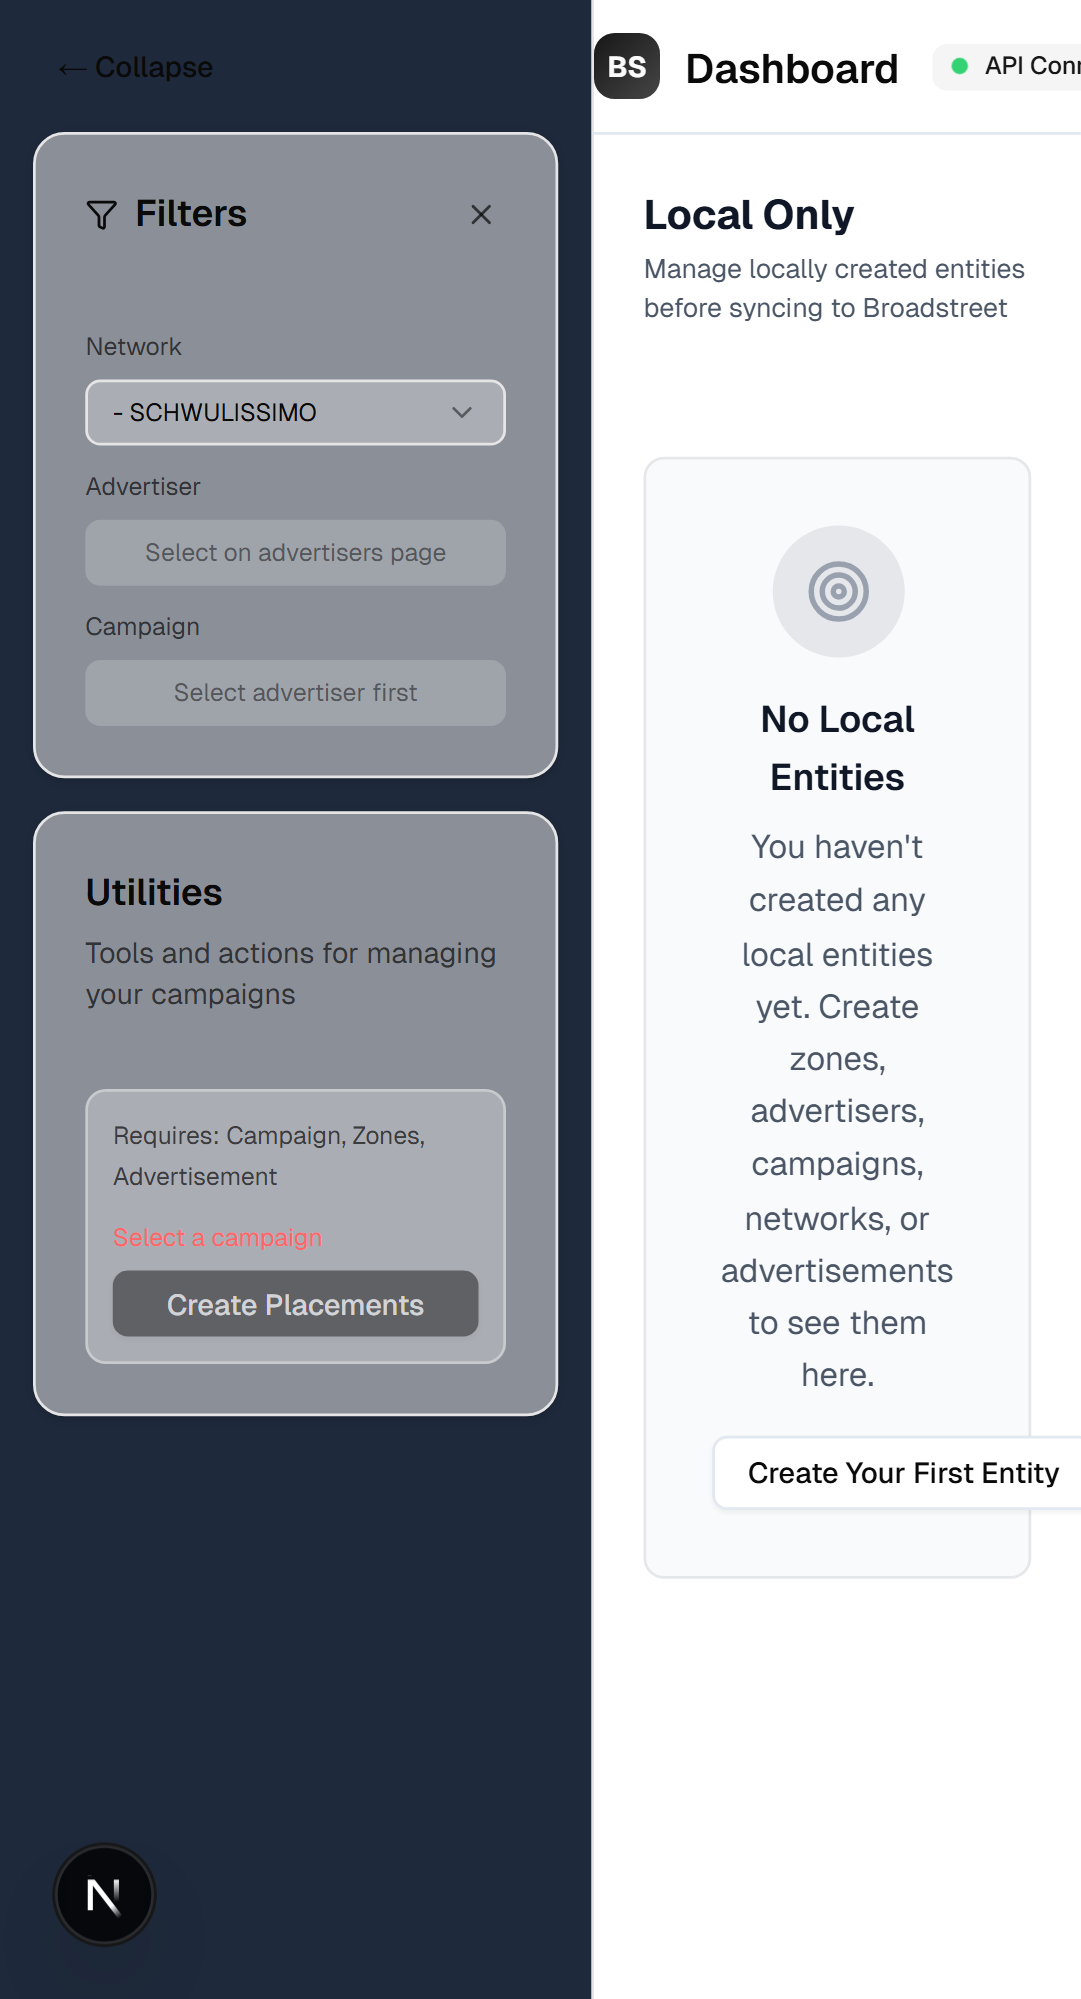 ← Collapse
Filters
Network
- SCHWULISSIMO
Advertiser
Select on advertisers page
Campaign
Select advertiser first
Utilities
Tools and actions for managing
your campaigns
Requires: Campaign, Zones,
Advertisement
Select a campaign
Create Placements
N
BS
Dashboard
API Conn
Local Only
Manage locally created entities
before syncing to Broadstreet
No Local
Entities
You haven't
created any
local entities
yet. Create
zones,
advertisers,
campaigns,
networks, or
advertisements
to see them
here.
Create Your First Entity